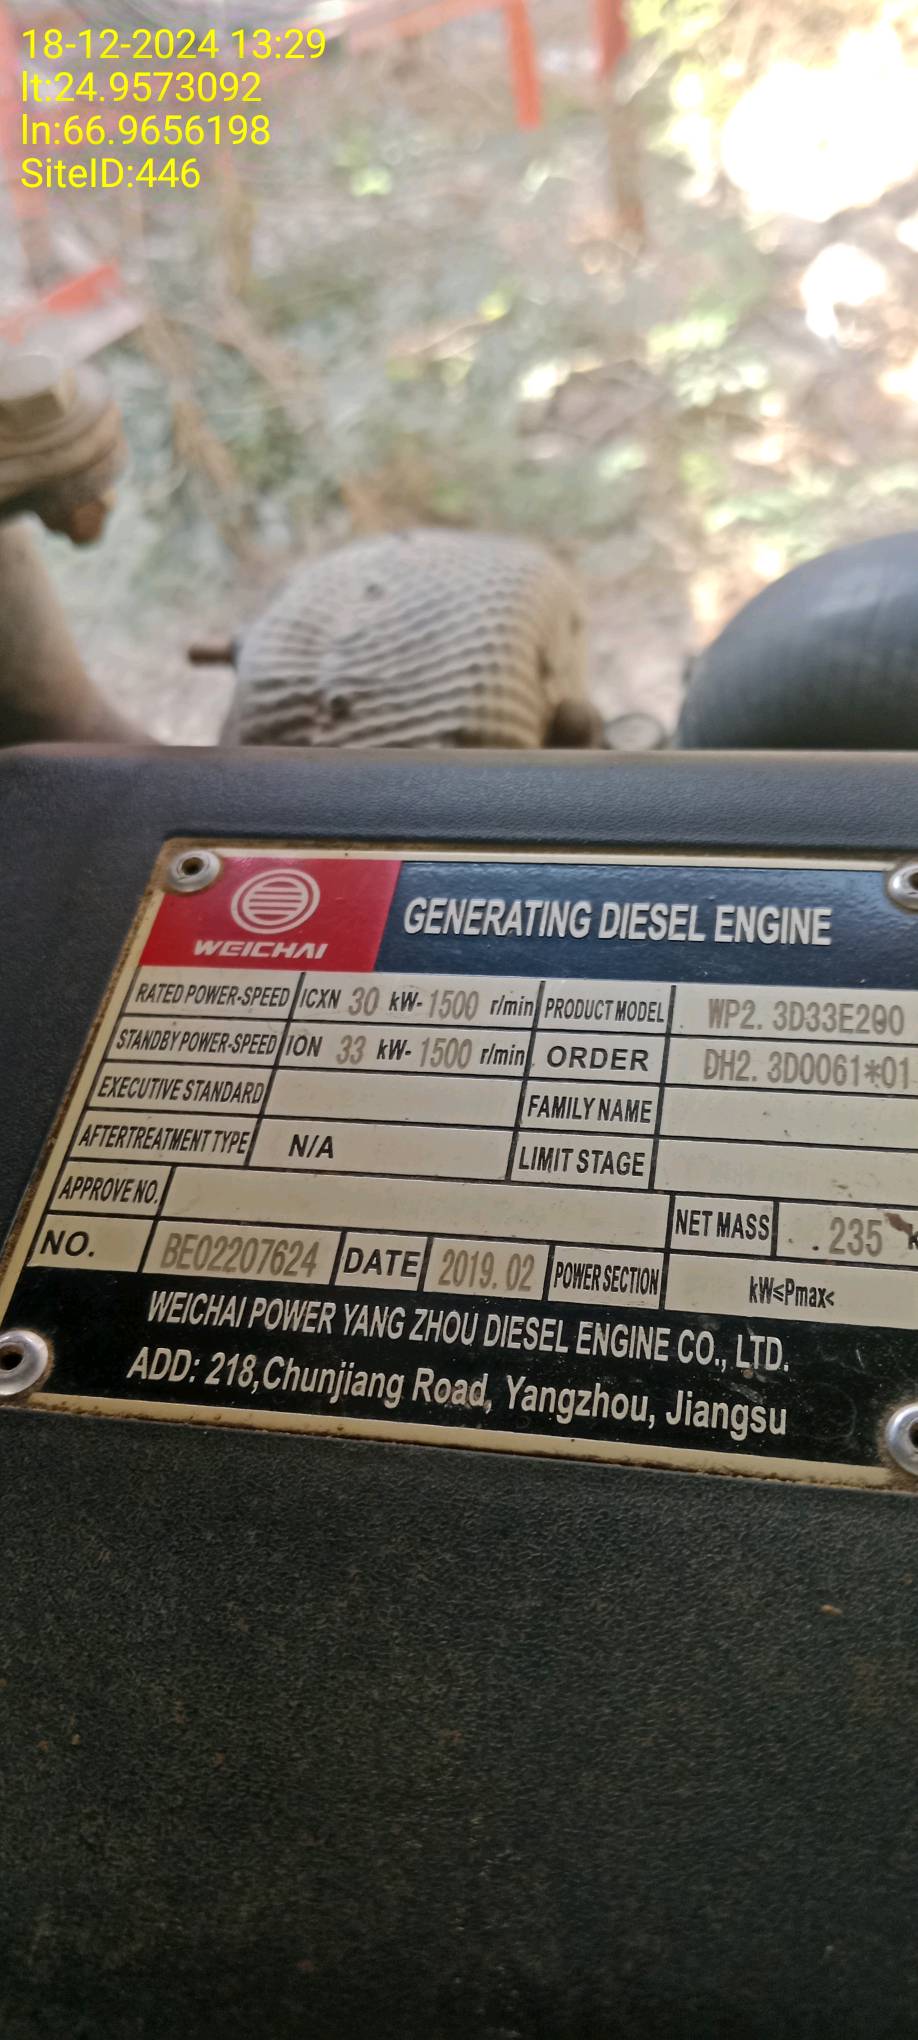 18-12-2024 13:29
lt:24.9573092
ln:66.9656198
SiteID:446
WEICHAI
GENERATING DIESEL ENGINE
RATED POWER-SPEED ICXN 30 kW- 1500 r/min PRODUCT MODEL WP2. 3D33E200
STANDBY POWER-SPEED ION 33 kW- 1500 r/min ORDER DH2. 3D0061*01
EXECUTIVE STANDARD FAMILY NAME
AFTERTREATMENT TYPE N/A LIMIT STAGE
APPROVE NO. NET MASS 235
NO. BE02207624 DATE 2019. 02 POWER SECTION kW≤Pmax<
WEICHAI POWER YANG ZHOU DIESEL ENGINE CO., LTD.
ADD: 218,Chunjiang Road, Yangzhou, Jiangsu